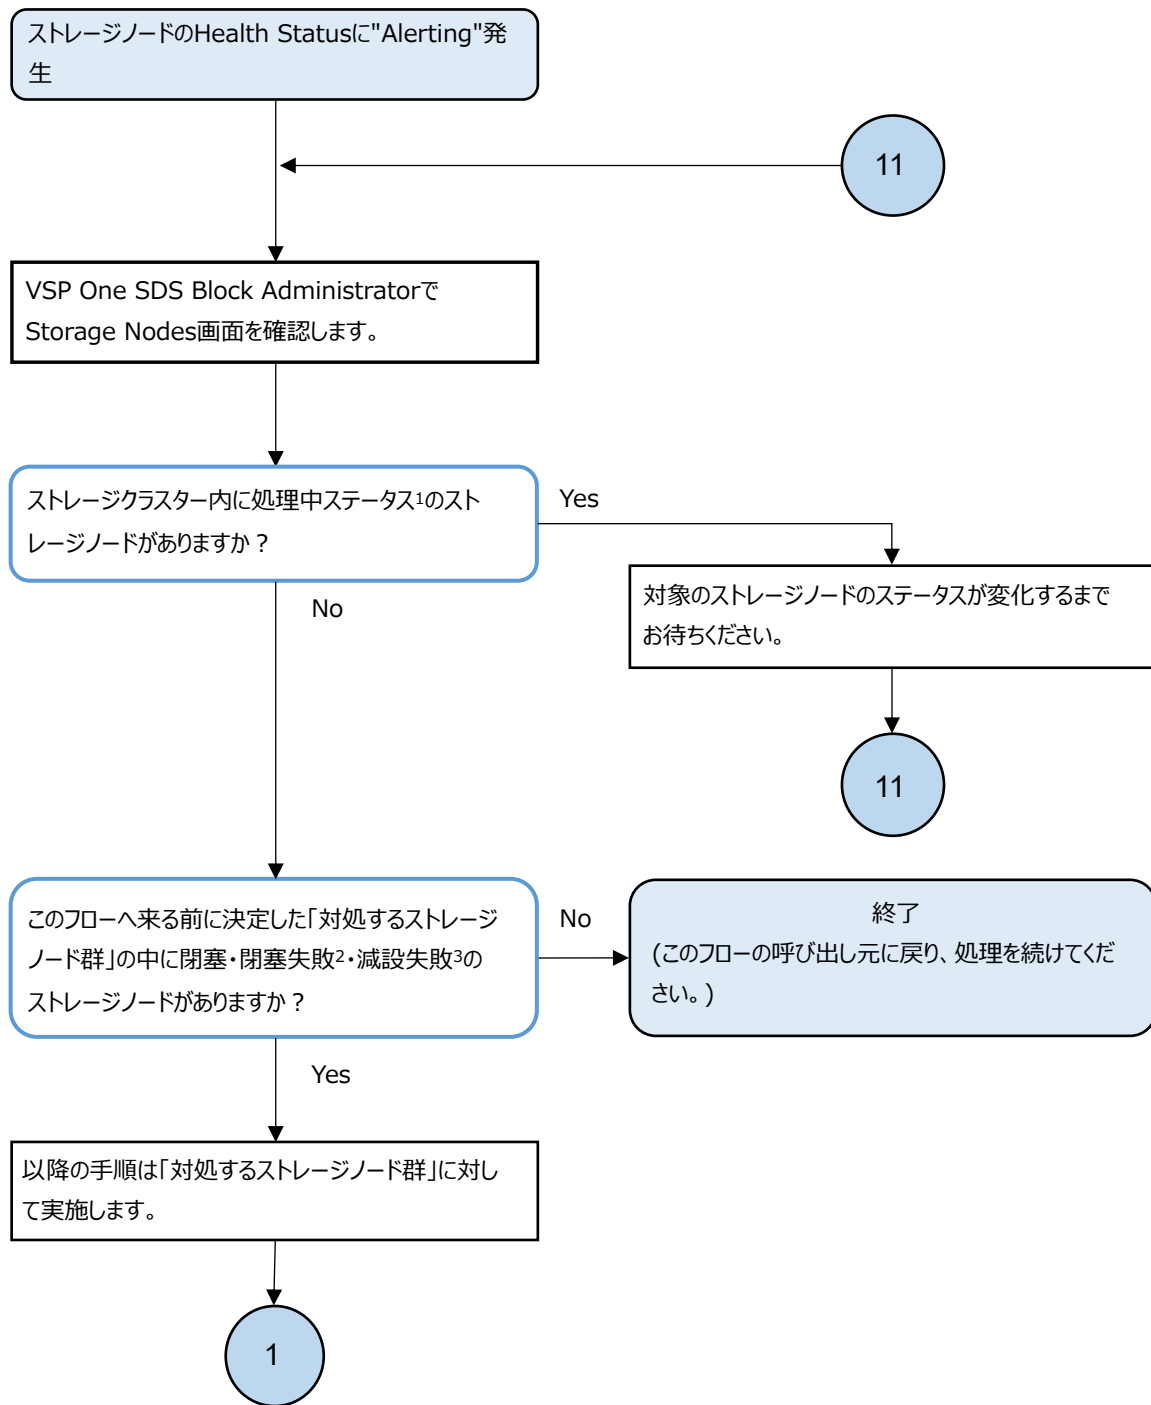 ストレージノードのHealth Statusに"Alerting"発
生
11
VSP One SDS Block Administratorで
Storage Nodes画面を確認します。
ストレージクラスター内に処理中ステータス1のスト
レージノードがありますか？
Yes
No
対象のストレージノードのステータスが変化するまで
お待ちください。
11
このフローへ来る前に決定した「対処するストレージ
ノード群」の中に閉塞・閉塞失敗2・減設失敗3の
ストレージノードがありますか？
No
終了
(このフローの呼び出し元に戻り、処理を続けてくだ
さい。)
Yes
以降の手順は「対処するストレージノード群」に対し
て実施します。
1